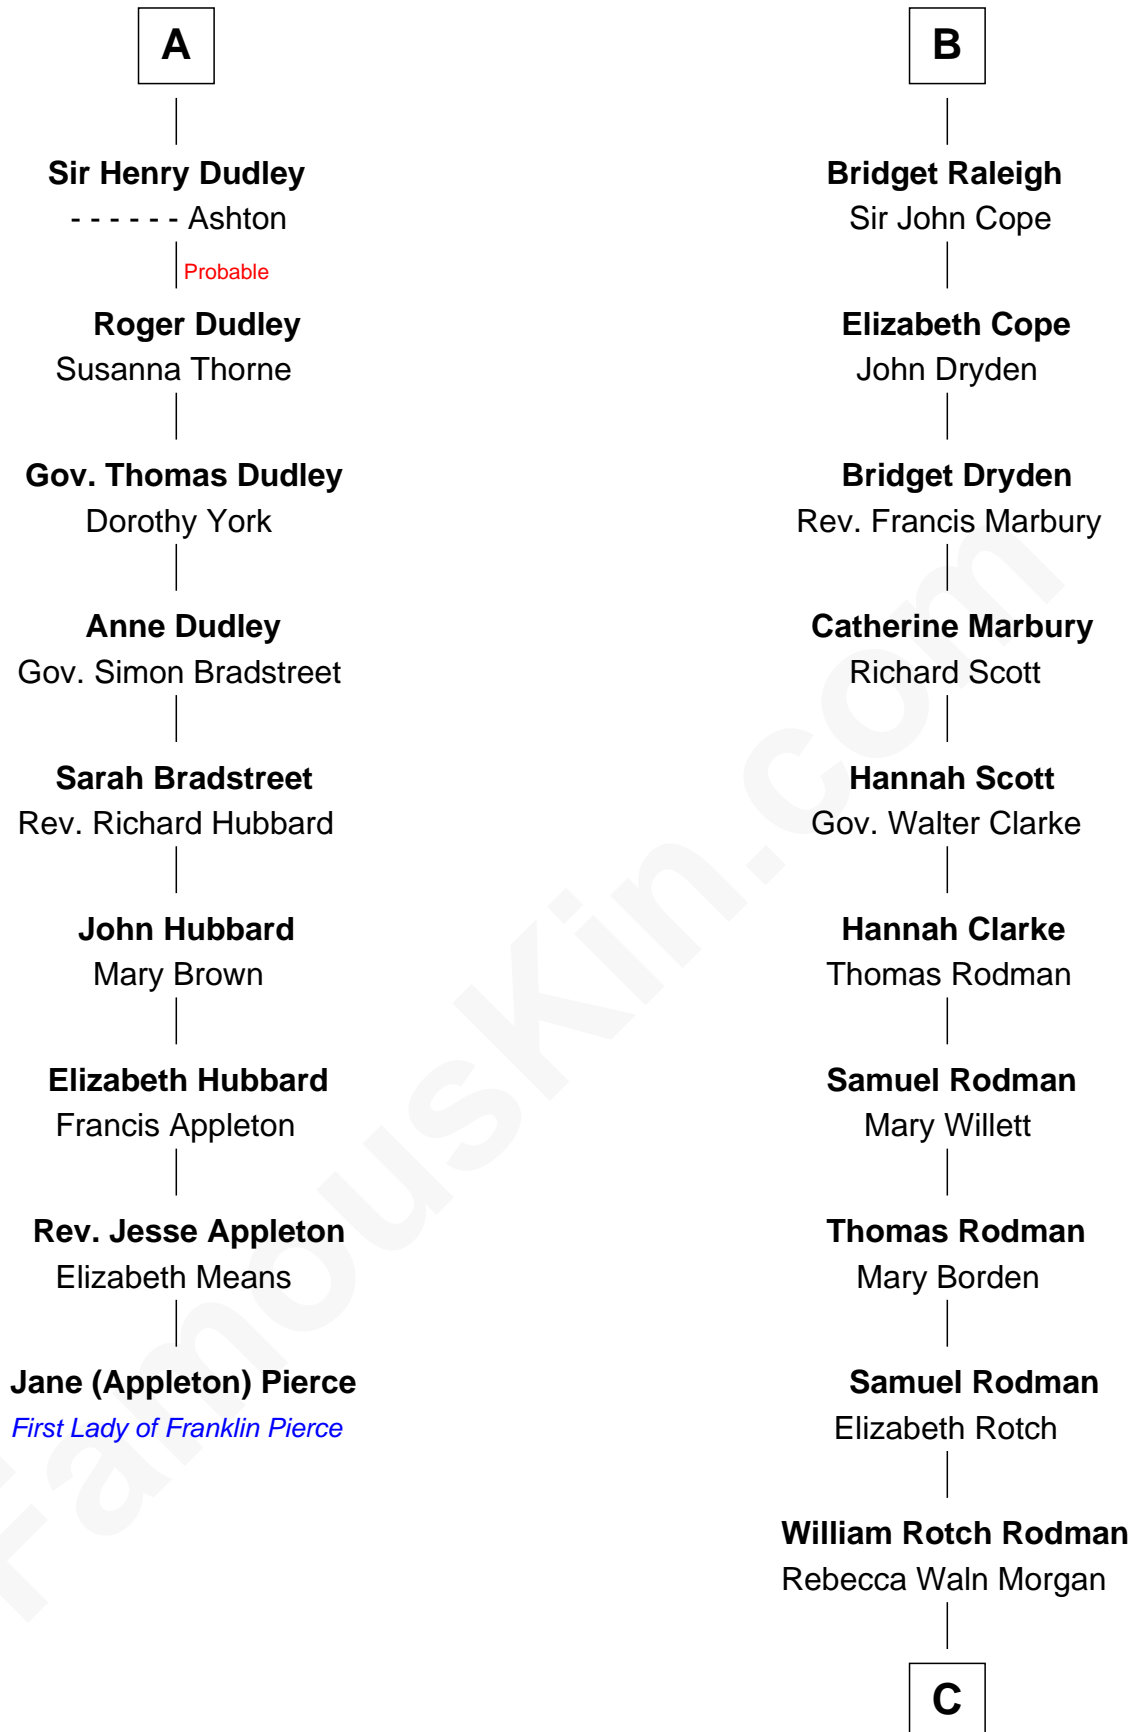 A
Sir Henry Dudley
- - - - - - Ashton
Probable
Roger Dudley
Susanna Thorne
Gov. Thomas Dudley
Dorothy York
Anne Dudley
Gov. Simon Bradstreet
Sarah Bradstreet
Rev. Richard Hubbard
John Hubbard
Mary Brown
Elizabeth Hubbard
Francis Appleton
Rev. Jesse Appleton
Elizabeth Means
Jane (Appleton) Pierce
First Lady of Franklin Pierce
B
Bridget Raleigh
Sir John Cope
Elizabeth Cope
John Dryden
Bridget Dryden
Rev. Francis Marbury
Catherine Marbury
Richard Scott
Hannah Scott
Gov. Walter Clarke
Hannah Clarke
Thomas Rodman
Samuel Rodman
Mary Willett
Thomas Rodman
Mary Borden
Samuel Rodman
Elizabeth Rotch
William Rotch Rodman
Rebecca Waln Morgan
C
FamousKin.com